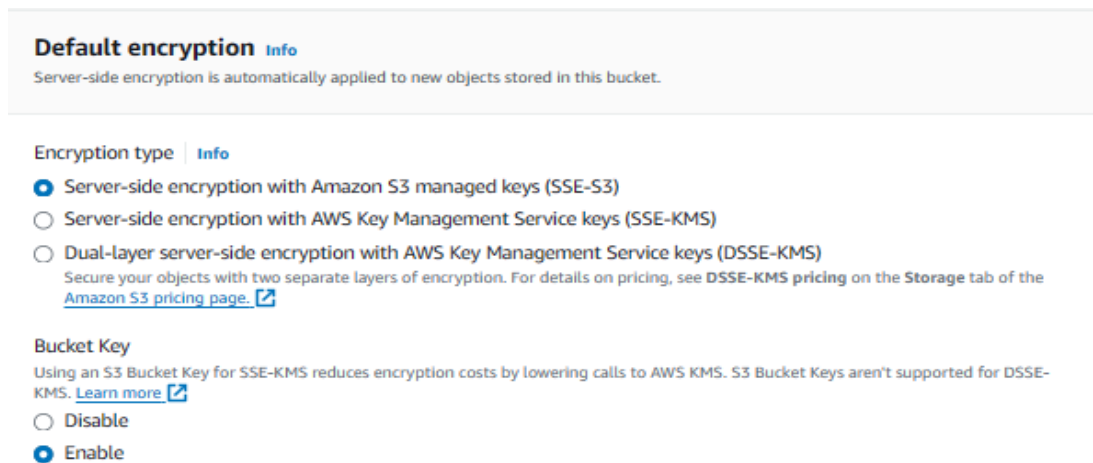 Default encryption Info
Server-side encryption is automatically applied to new objects stored in this bucket.
Encryption type Info
Server-side encryption with Amazon S3 managed keys (SSE-S3)
Server-side encryption with AWS Key Management Service keys (SSE-KMS)
Dual-layer server-side encryption with AWS Key Management Service keys (DSSE-KMS)
Secure your objects with two separate layers of encryption. For details on pricing, see DSSE-KMS pricing on the Storage tab of the
Amazon S3 pricing page.
Bucket Key
Using an S3 Bucket Key for SSE-KMS reduces encryption costs by lowering calls to AWS KMS. S3 Bucket Keys aren't supported for DSSE-
KMS. Learn more
Disable
Enable